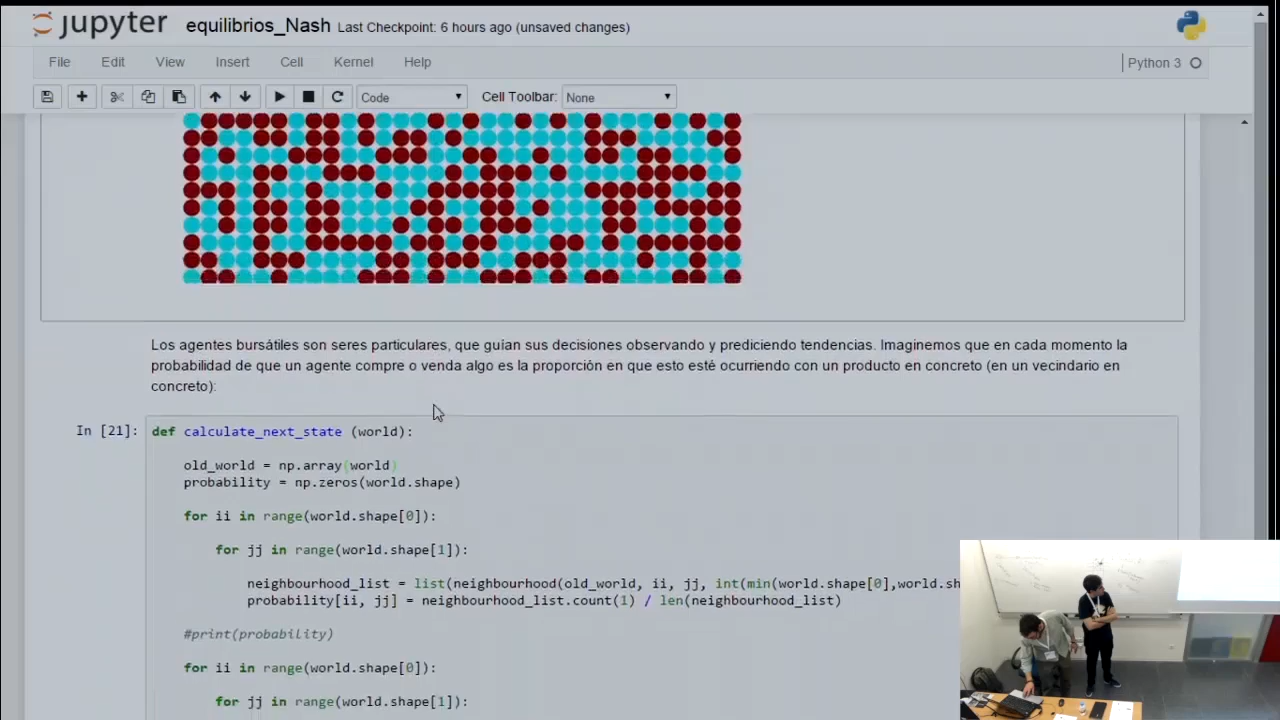 jupyter equilibrios_Nash Last Checkpoint: 6 hours ago (unsaved changes)
File Edit View Insert Cell Kernel Help Python 3
Code Cell Toolbar: None
Los agentes bursátiles son seres particulares, que guían sus decisiones observando y prediciendo tendencias. Imaginemos que en cada momento la
probabilidad de que un agente compre o venda algo es la proporción en que esto esté ocurriendo con un producto en concreto (en un vecindario en
concreto):
In [21]: def calculate_next_state (world):
old_world = np.array(world)
probability = np.zeros(world.shape)
for ii in range(world.shape[0]):
for jj in range(world.shape[1]):
neighbourhood_list = list(neighbourhood(old_world, ii, jj, int(min(world.shape[0],world.sh
probability[ii, jj] = neighbourhood_list.count(1) / len(neighbourhood_list)
#print(probability)
for ii in range(world.shape[0]):
for jj in range(world.shape[1]):